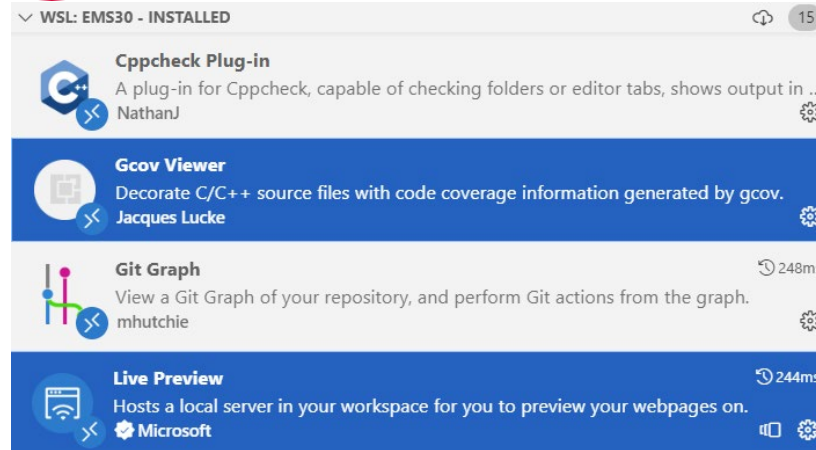 WSL: EMS30 - INSTALLED 15
Cppcheck Plug-in
A plug-in for Cppcheck, capable of checking folders or editor tabs, shows output in ...
NathanJ
Gcov Viewer
Decorate C/C++ source files with code coverage information generated by gcov.
Jacques Lucke
Git Graph 248m
View a Git Graph of your repository, and perform Git actions from the graph.
mhutchie
Live Preview 244ms
Hosts a local server in your workspace for you to preview your webpages on.
Microsoft